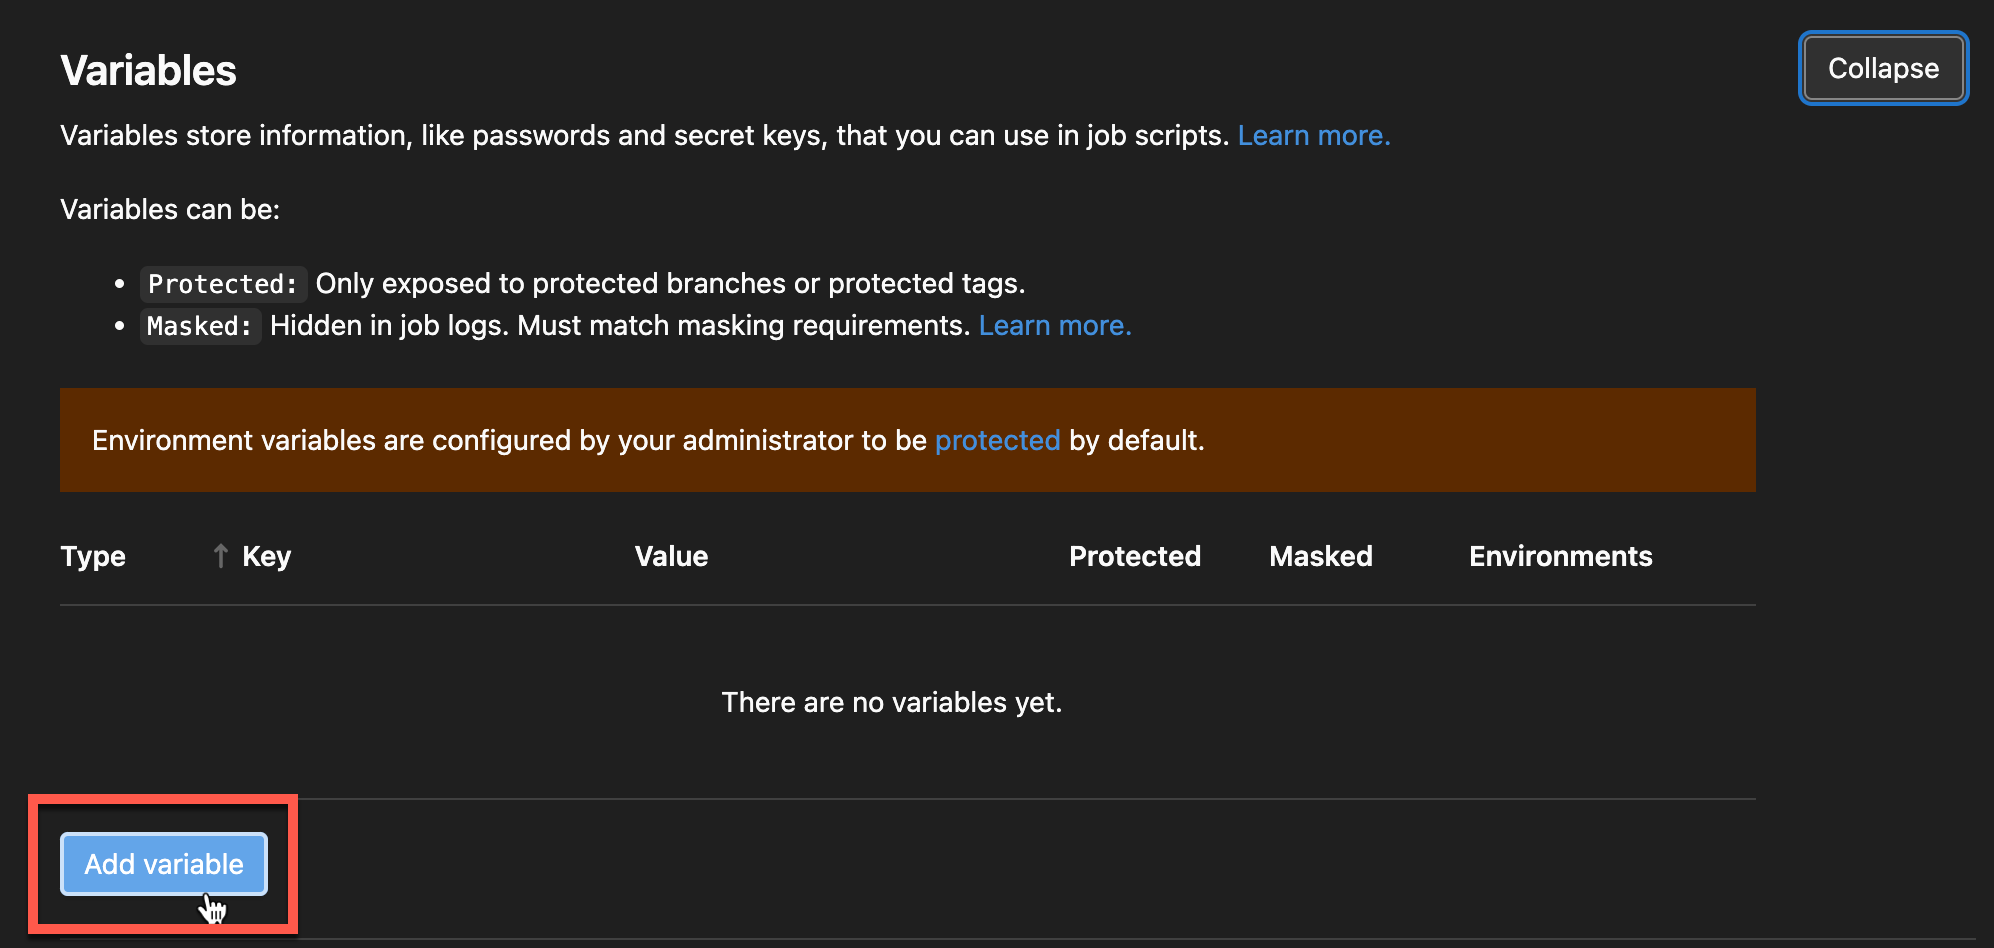 Variables
Collapse
Variables store information, like passwords and secret keys, that you can use in job scripts. Learn more.
Variables can be:
• Protected: Only exposed to protected branches or protected tags.
• Masked: Hidden in job logs. Must match masking requirements. Learn more.
Environment variables are configured by your administrator to be protected by default.
Type ↑ Key Value Protected Masked Environments
There are no variables yet.
Add variable